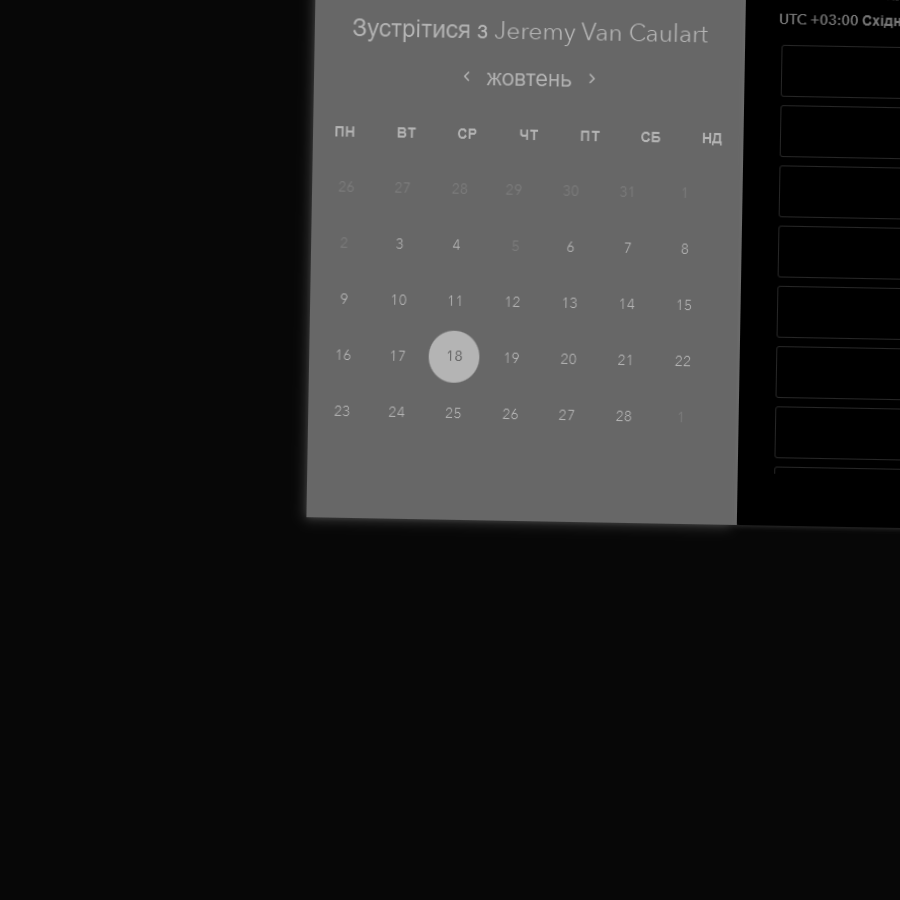 Зустрітися з Jeremy Van Caulart
UTC +03:00
‹ жовтень ›
ПН ВТ СР ЧТ ПТ СБ НД
26 27 28 29 30 31 1
2 3 4 5 6 7 8
9 10 11 12 13 14 15
16 17 18 19 20 21 22
23 24 25 26 27 28 1